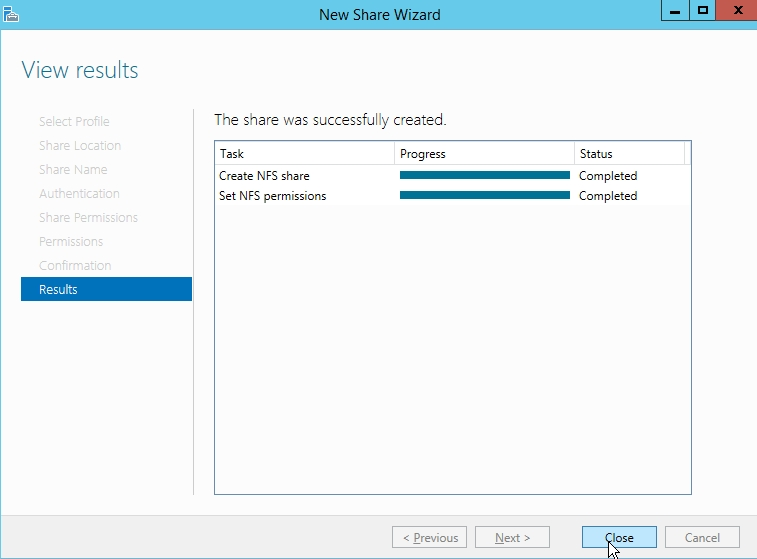 New Share Wizard
View results
Select Profile
Share Location
Share Name
Authentication
Share Permissions
Permissions
Confirmation
Results
The share was successfully created.
Task Progress Status
Create NFS share Completed
Set NFS permissions Completed
< Previous Next > Close Cancel